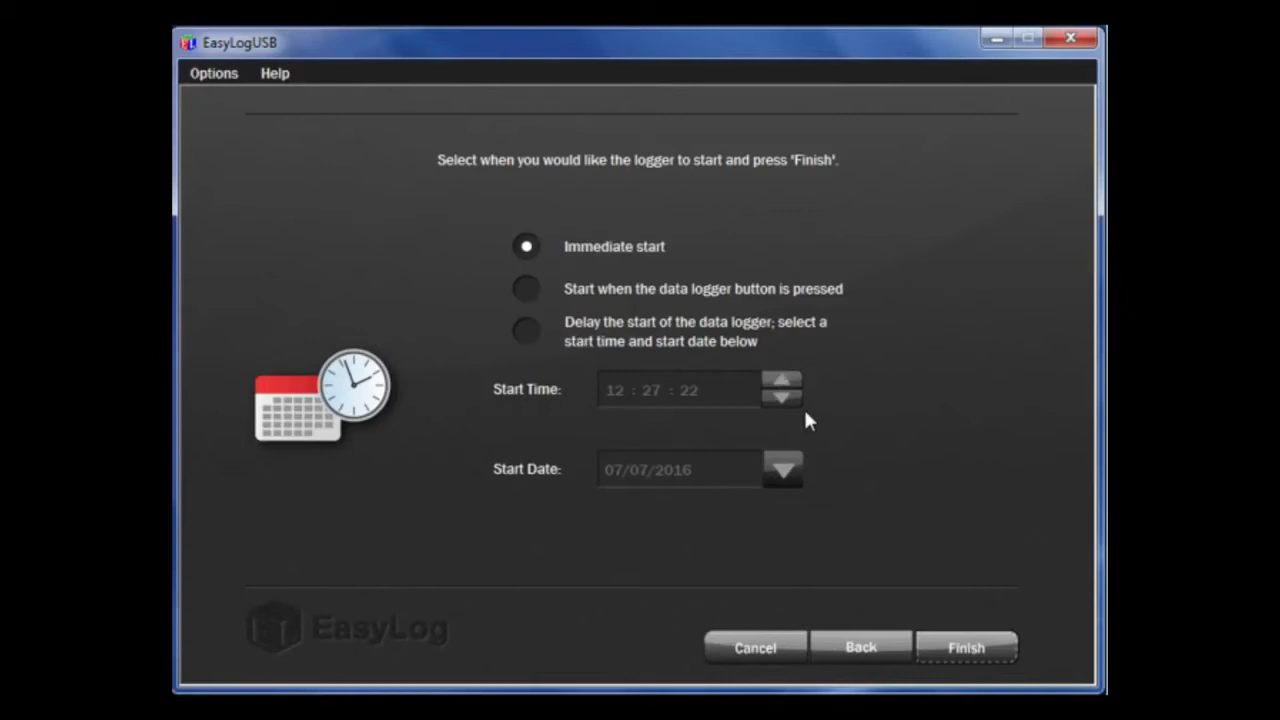 EasyLogUSB
Options Help
Select when you would like the logger to start and press 'Finish'.
Immediate start
Start when the data logger button is pressed
Delay the start of the data logger; select a
start time and start date below
Start Time: 12 : 27 : 22
Start Date: 07/07/2016
EasyLog
Cancel Back Finish